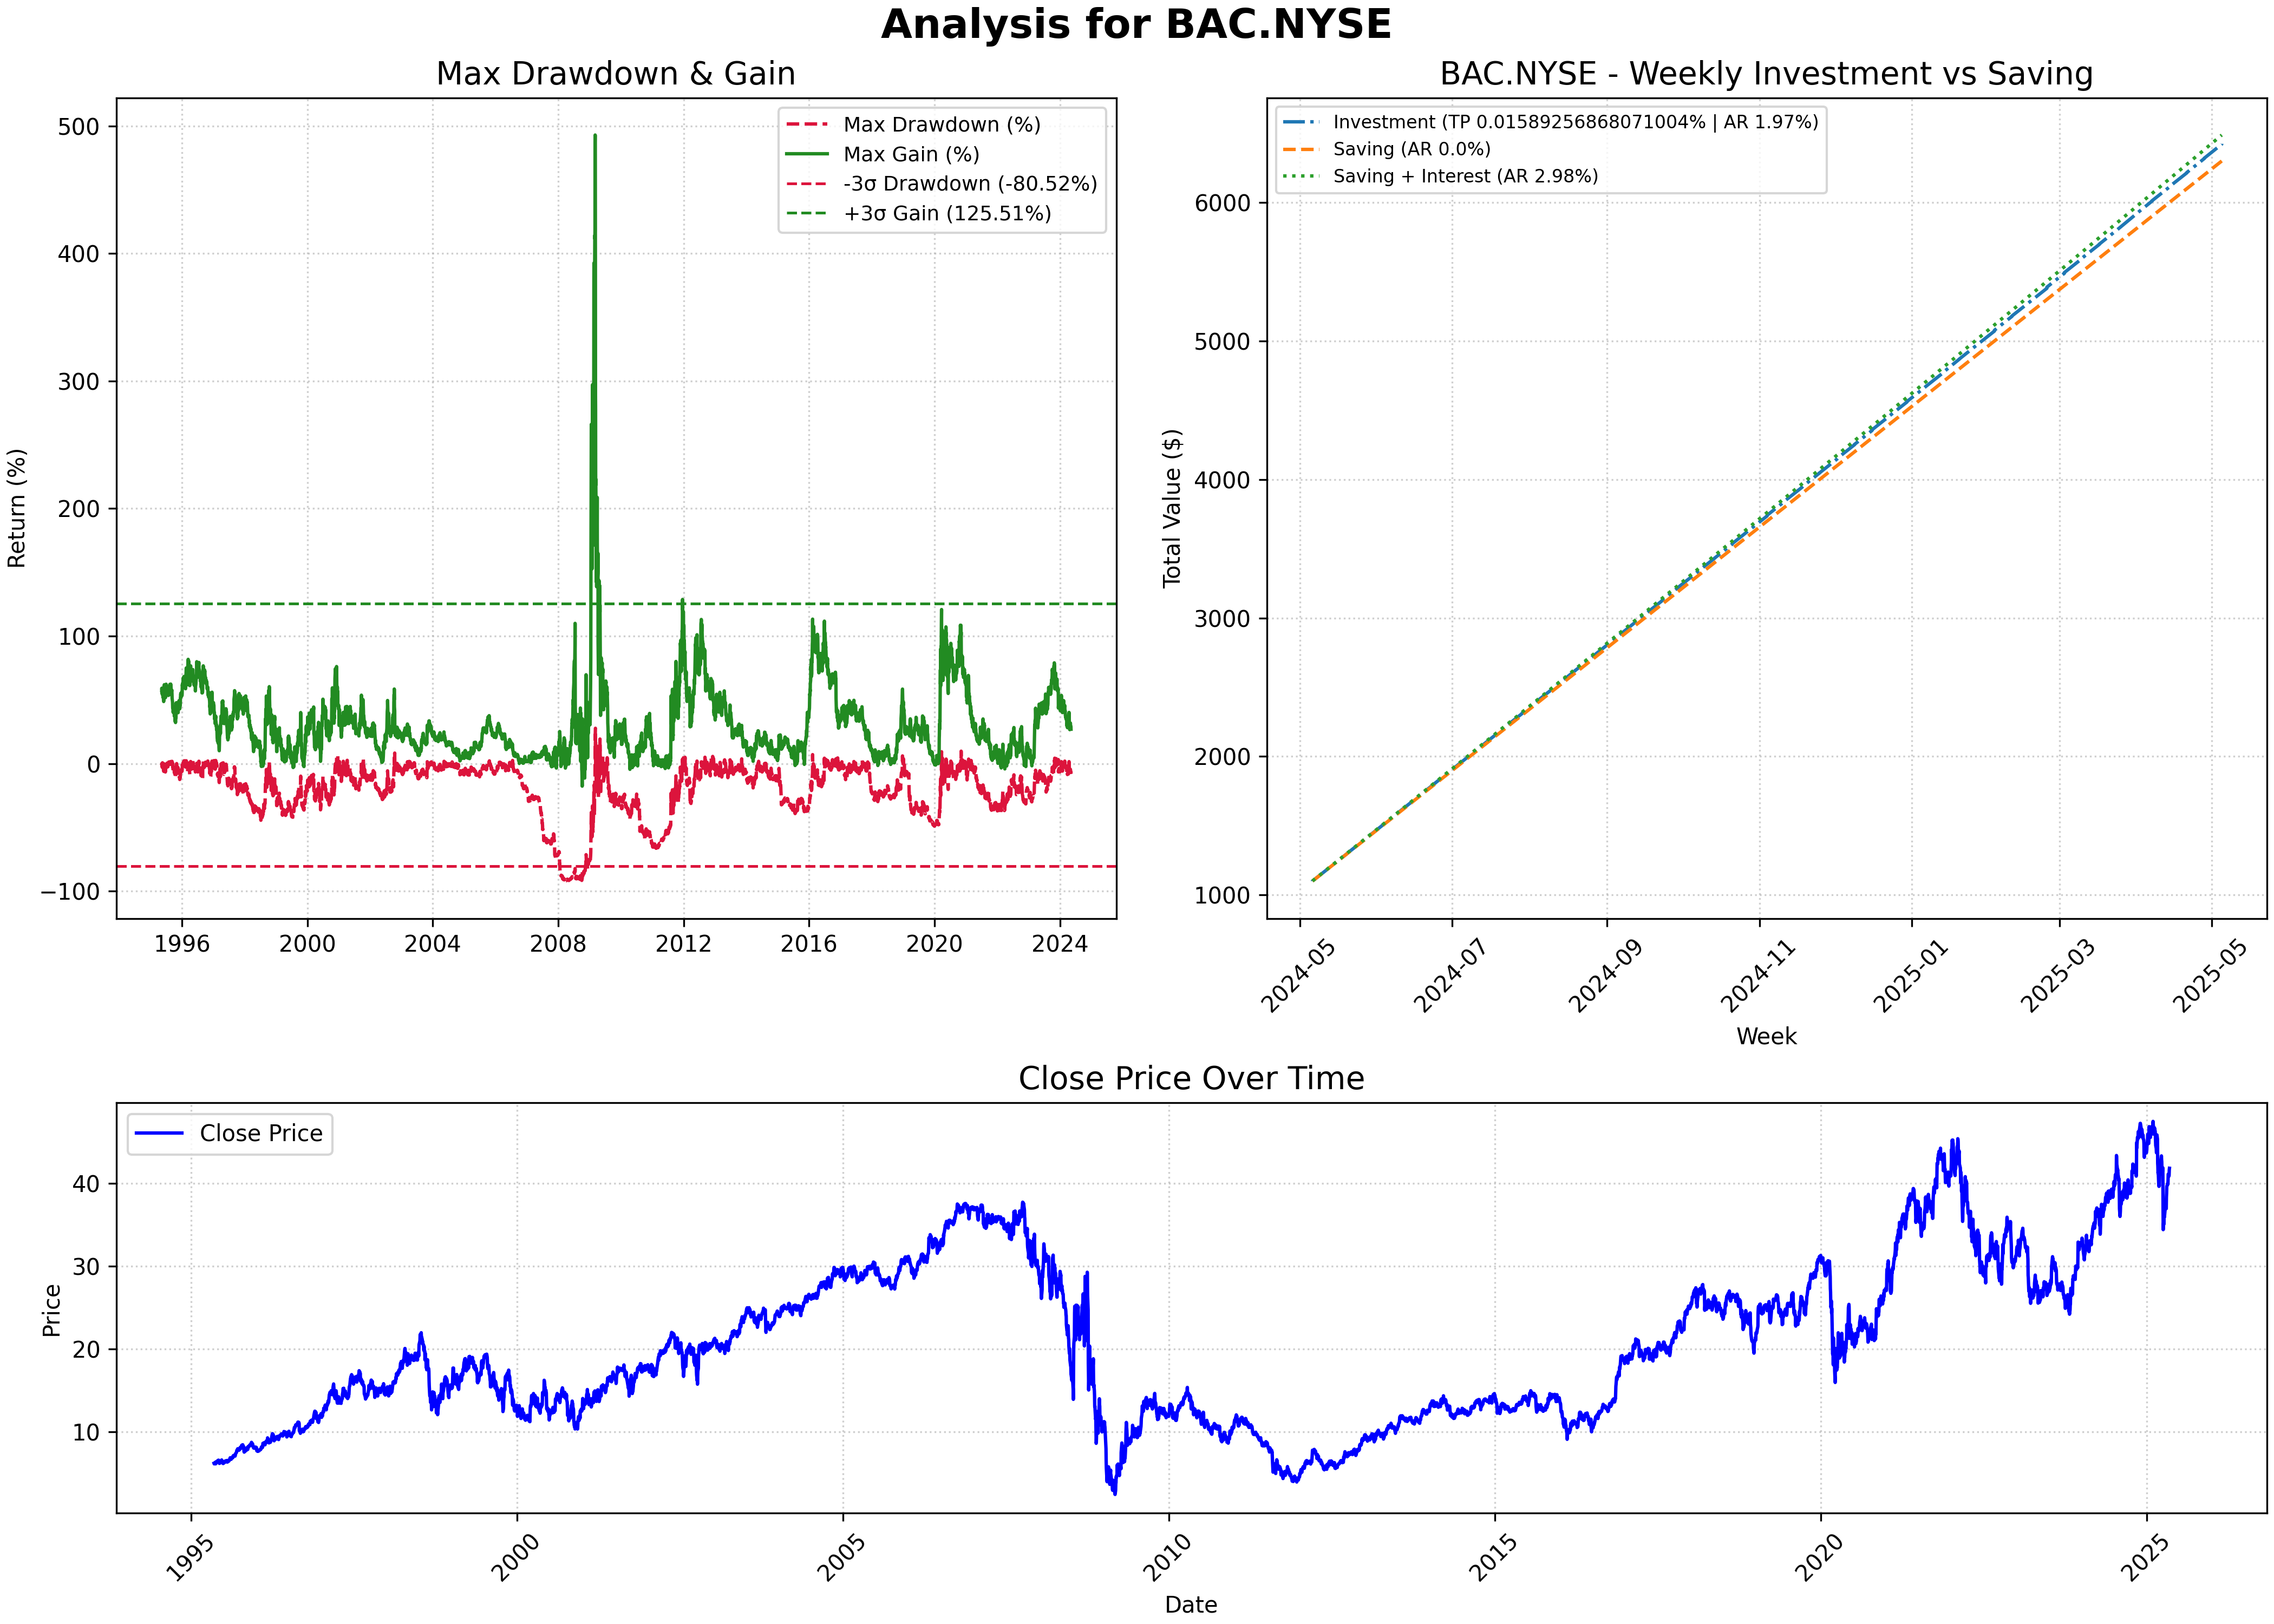 Analysis for BAC.NYSE
Max Drawdown & Gain
Return (%)
500
400
300
200
100
0
−100
Max Drawdown (%)
Max Gain (%)
-3σ Drawdown (-80.52%)
+3σ Gain (125.51%)
1996
2000
2004
2008
2012
2016
2020
2024
BAC.NYSE - Weekly Investment vs Saving
Total Value ($)
6000
5000
4000
3000
2000
1000
Investment (TP 0.01589256868071004% | AR 1.97%)
Saving (AR 0.0%)
Saving + Interest (AR 2.98%)
2024-05
2024-07
2024-09
2024-11
2025-01
2025-03
2025-05
Week
Close Price Over Time
Price
40
30
20
10
Close Price
1995
2000
2005
2010
2015
2020
2025
Date